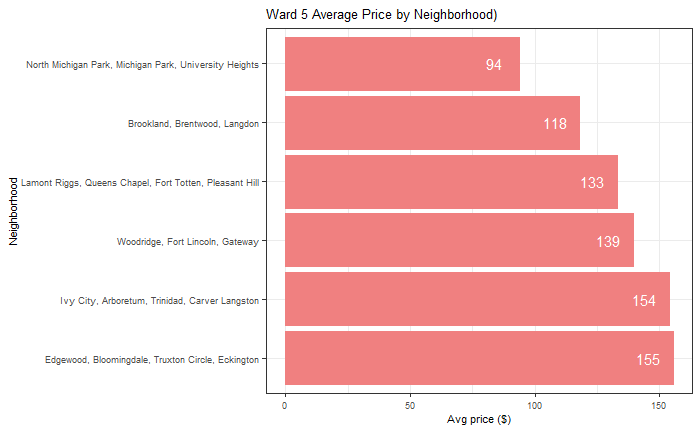 Ward 5 Average Price by Neighborhood)
North Michigan Park, Michigan Park, University Heights
94
Brookland, Brentwood, Langdon
118
Lamont Riggs, Queens Chapel, Fort Totten, Pleasant Hill
133
Woodridge, Fort Lincoln, Gateway
139
Ivy City, Arboretum, Trinidad, Carver Langston
154
Edgewood, Bloomingdale, Truxton Circle, Eckington
155
Neighborhood
0
50
100
150
Avg price ($)